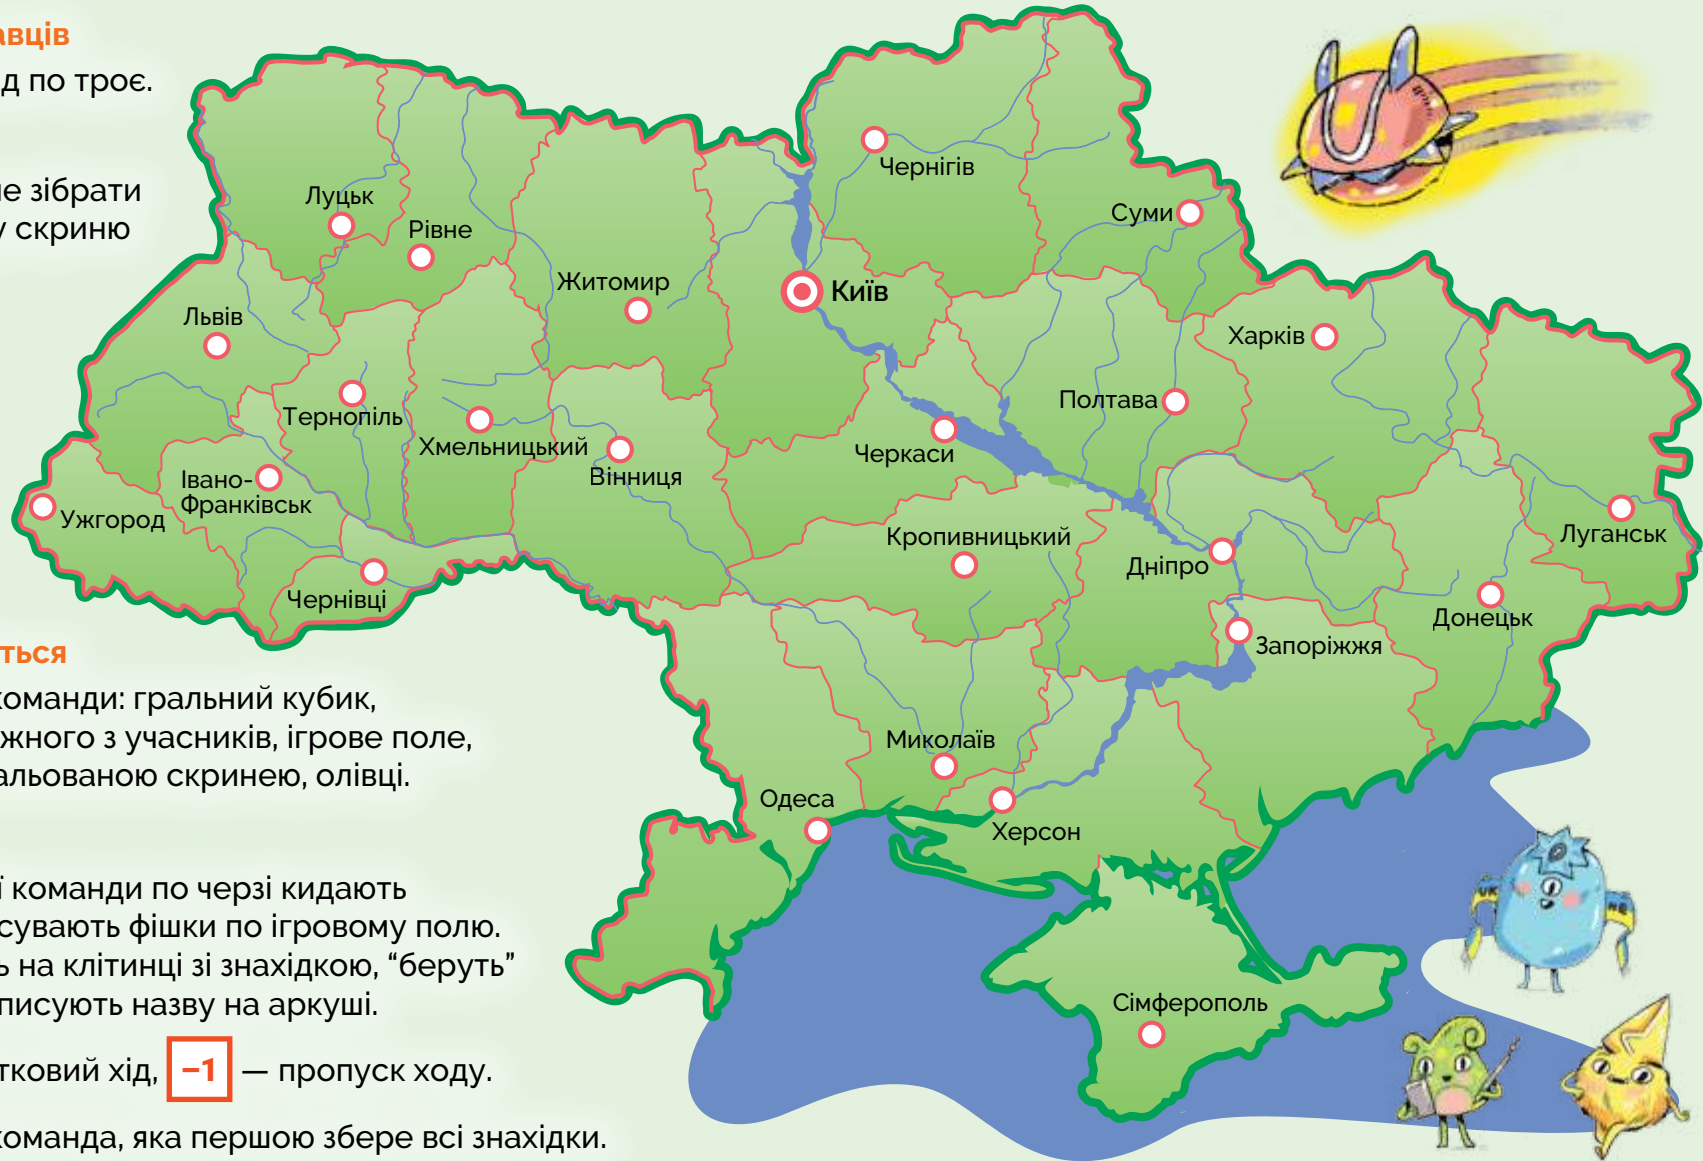 авців
д по троє.
е зібрати
у скриню
ться
команди: гральний кубик,
жного з учасників, ігрове поле,
альованою скринею, олівці.
ї команди по черзі кидають
сувають фішки по ігровому полю.
ь на клітинці зі знахідкою, “беруть”
писують назву на аркуші.
тковий хід, −1 — пропуск ходу.
команда, яка першою збере всі знахідки.
Чернігів
Луцьк
Суми
Рівне
Житомир
Київ
Львів
Харків
Полтава
Тернопіль
Хмельницький
Черкаси
Вінниця
Івано-
Франківськ
Ужгород
Кропивницький
Луганськ
Дніпро
Чернівці
Донецьк
Запоріжжя
Миколаїв
Одеса
Херсон
Сімферополь